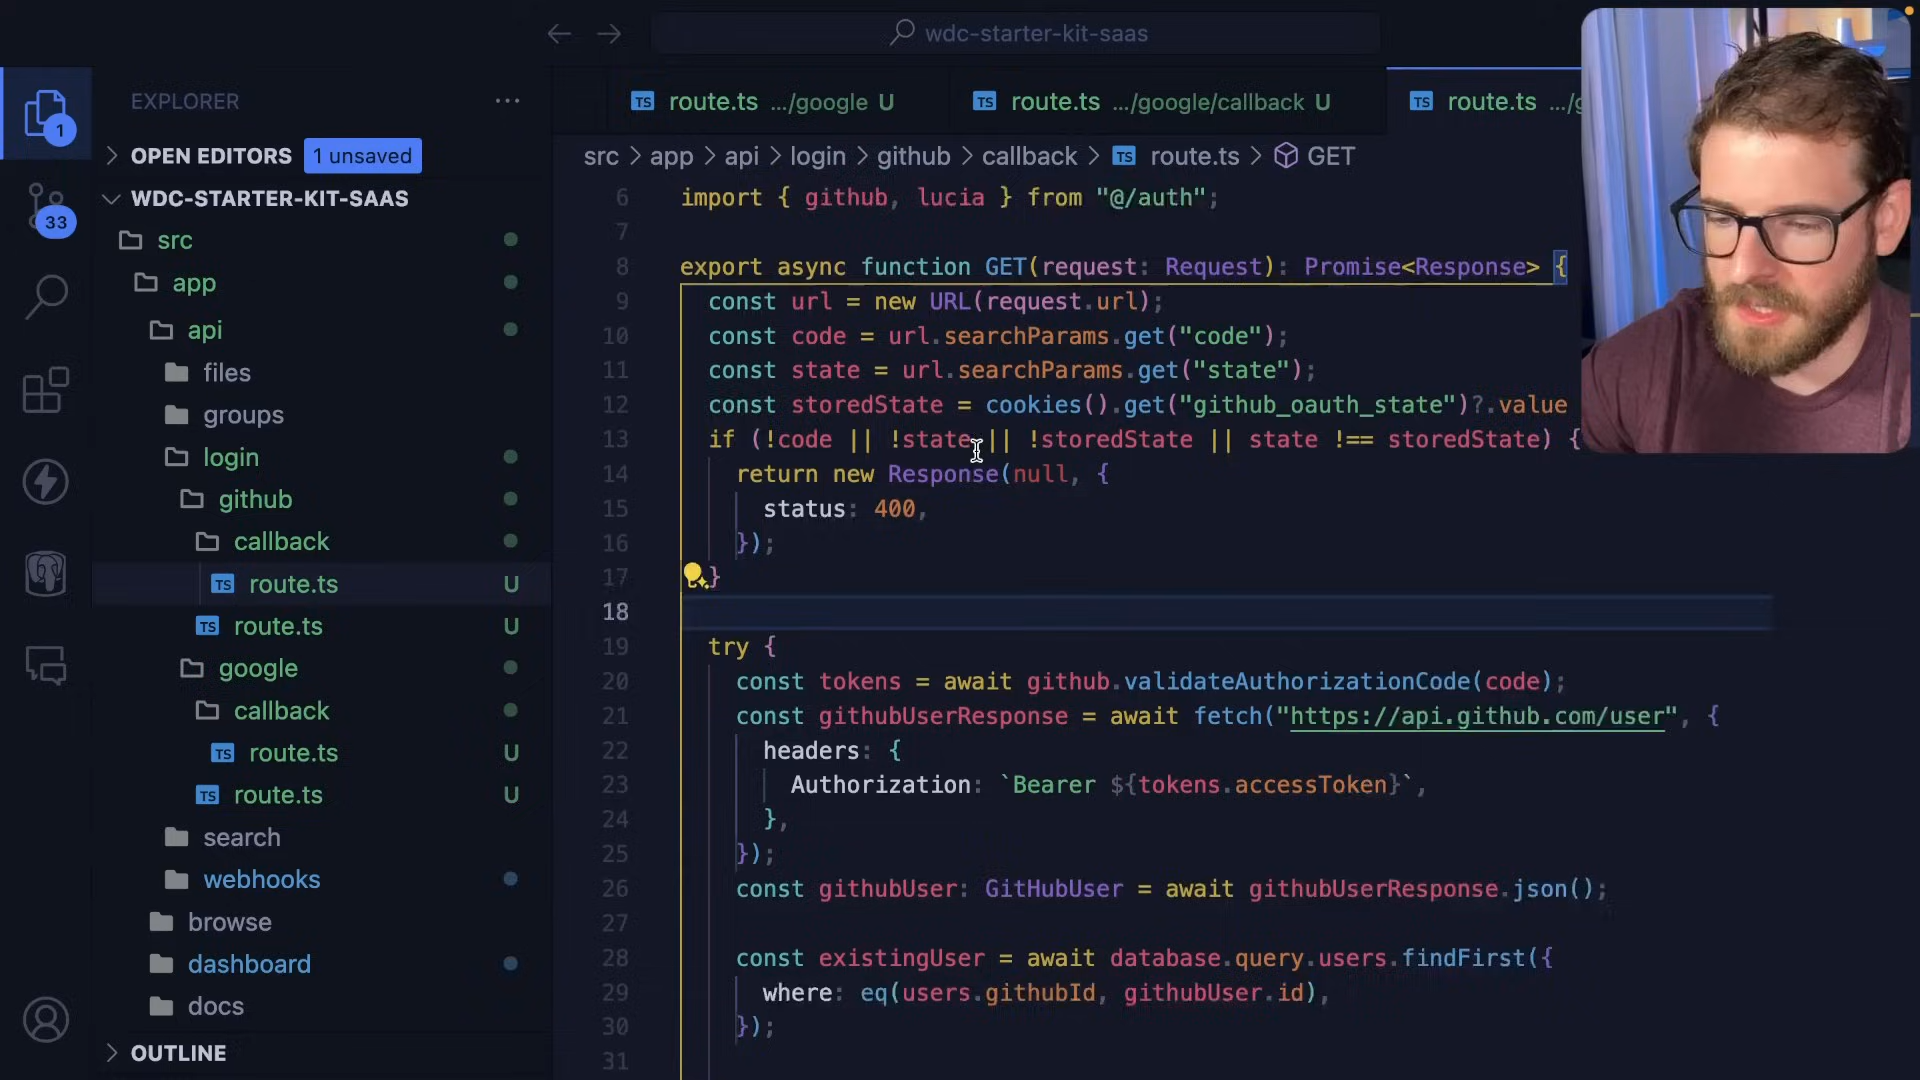 wdc-starter-kit-saas
EXPLORER
OPEN EDITORS 1 unsaved
WDC-STARTER-KIT-SAAS
src
app
api
files
groups
login
github
callback
route.ts U
route.ts U
google
callback
route.ts U
route.ts U
search
webhooks
browse
dashboard
docs
OUTLINE
1
33
TS route.ts .../google U
TS route.ts .../google/callback U
TS route.ts .../g
src > app > api > login > github > callback > TS route.ts > GET
6 import { github, lucia } from "@/auth";
7
8 export async function GET(request: Request): Promise<Response> {
9 const url = new URL(request.url);
10 const code = url.searchParams.get("code");
11 const state = url.searchParams.get("state");
12 const storedState = cookies().get("github_oauth_state")?.value
13 if (!code || !state || !storedState || state !== storedState) {
14 return new Response(null, {
15 status: 400,
16 });
17 }
18
19 try {
20 const tokens = await github.validateAuthorizationCode(code);
21 const githubUserResponse = await fetch("https://api.github.com/user", {
22 headers: {
23 Authorization: `Bearer ${tokens.accessToken}`,
24 },
25 });
26 const githubUser: GitHubUser = await githubUserResponse.json();
27
28 const existingUser = await database.query.users.findFirst({
29 where: eq(users.githubId, githubUser.id),
30 });
31